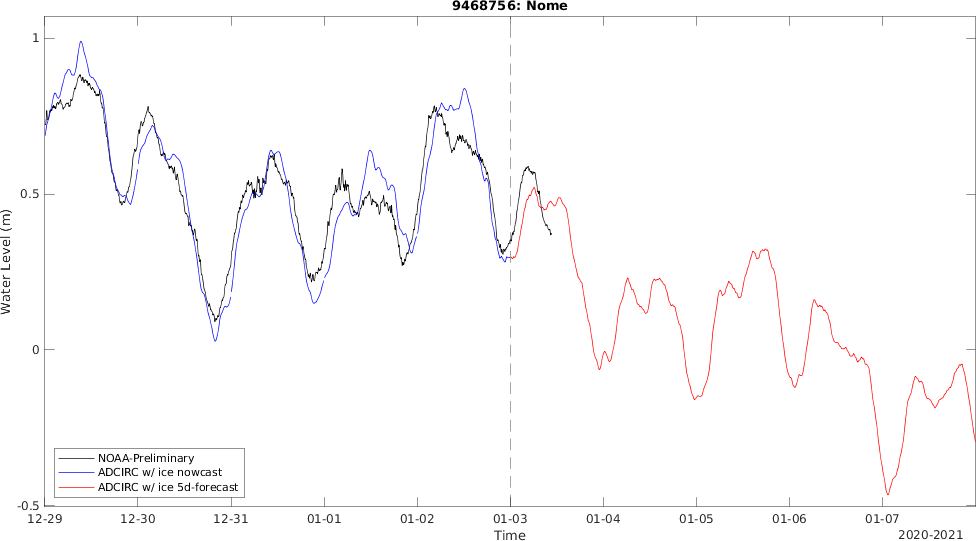 9468756: Nome
1
0.5
0
-0.5
Water Level (m)
NOAA-Preliminary
ADCIRC w/ ice nowcast
ADCIRC w/ ice 5d-forecast
12-29 12-30 12-31 01-01 01-02 01-03 01-04 01-05 01-06 01-07
Time
2020-2021